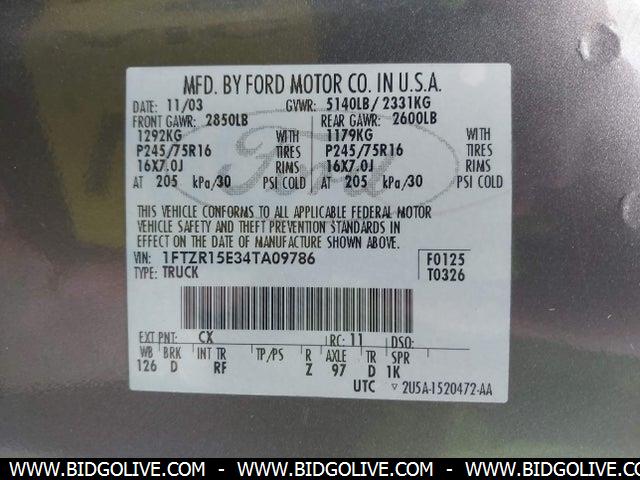 MFD. BY FORD MOTOR CO. IN U.S.A.
DATE: 11/03 GVWR: 5140LB/ 2331KG
FRONT GAWR: 2850LB REAR GAWR: 2600LB
1292KG WITH 1179KG WITH
P245/75R16 TIRES P245/75R16 TIRES
16X7.0J RIMS 16X7.0J RIMS
AT 205 kPa/30 PSI COLD AT 205 kPa/30 PSI COLD
Ford
THIS VEHICLE CONFORMS TO ALL APPLICABLE FEDERAL MOTOR
VEHICLE SAFETY AND THEFT PREVENTION STANDARDS IN
EFFECT ON THE DATE OF MANUFACTURE SHOWN ABOVE.
VIN: 1FTZR15E34TA09786 F0125
TYPE: TRUCK T0326
EXT PNT: CX RC: 11 DSO:
WB BRK INT TR TP/PS R AXLE TR SPR
126 D RF Z 97 D 1K
UTC ▽ 2U5A-1520472-AA
WWW.BIDGOLIVE.COM - WWW.BIDGOLIVE.COM - WWW.BIDGOLIVE.COM